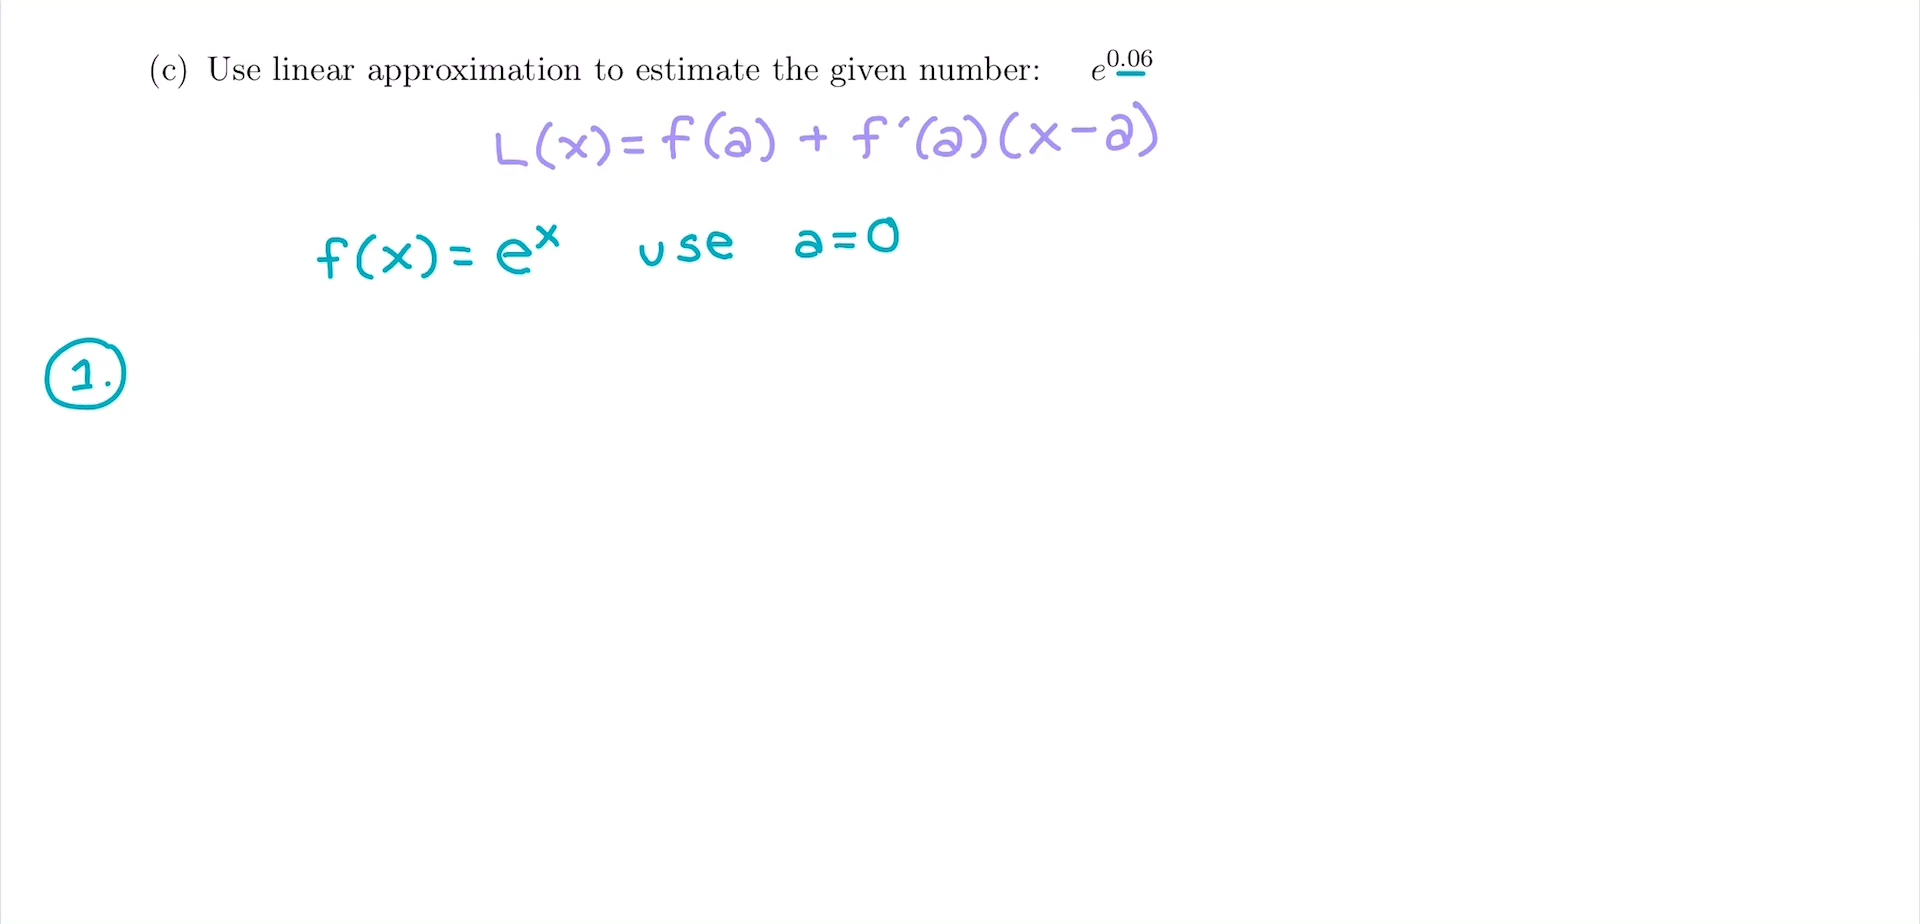 (c) Use linear approximation to estimate the given number: e^0.06
L(x) = f(a) + f'(a)(x-a)
f(x) = e^x use a=0
1.